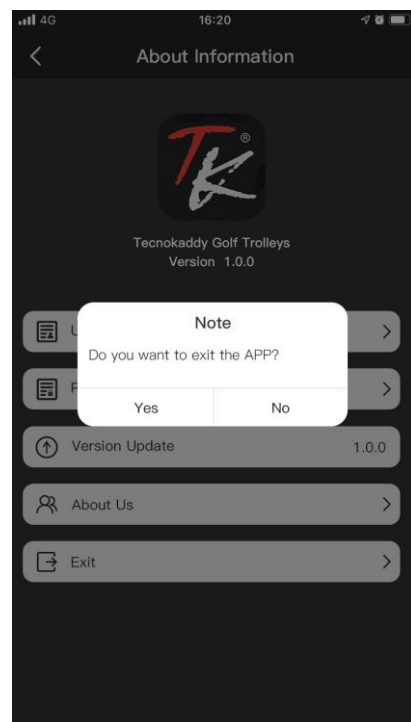 4G
16:20
About Information
TK®
Tecnokaddy Golf Trolleys
Version 1.0.0
U
Note
Do you want to exit the APP?
Yes
No
Version Update
1.0.0
About Us
Exit